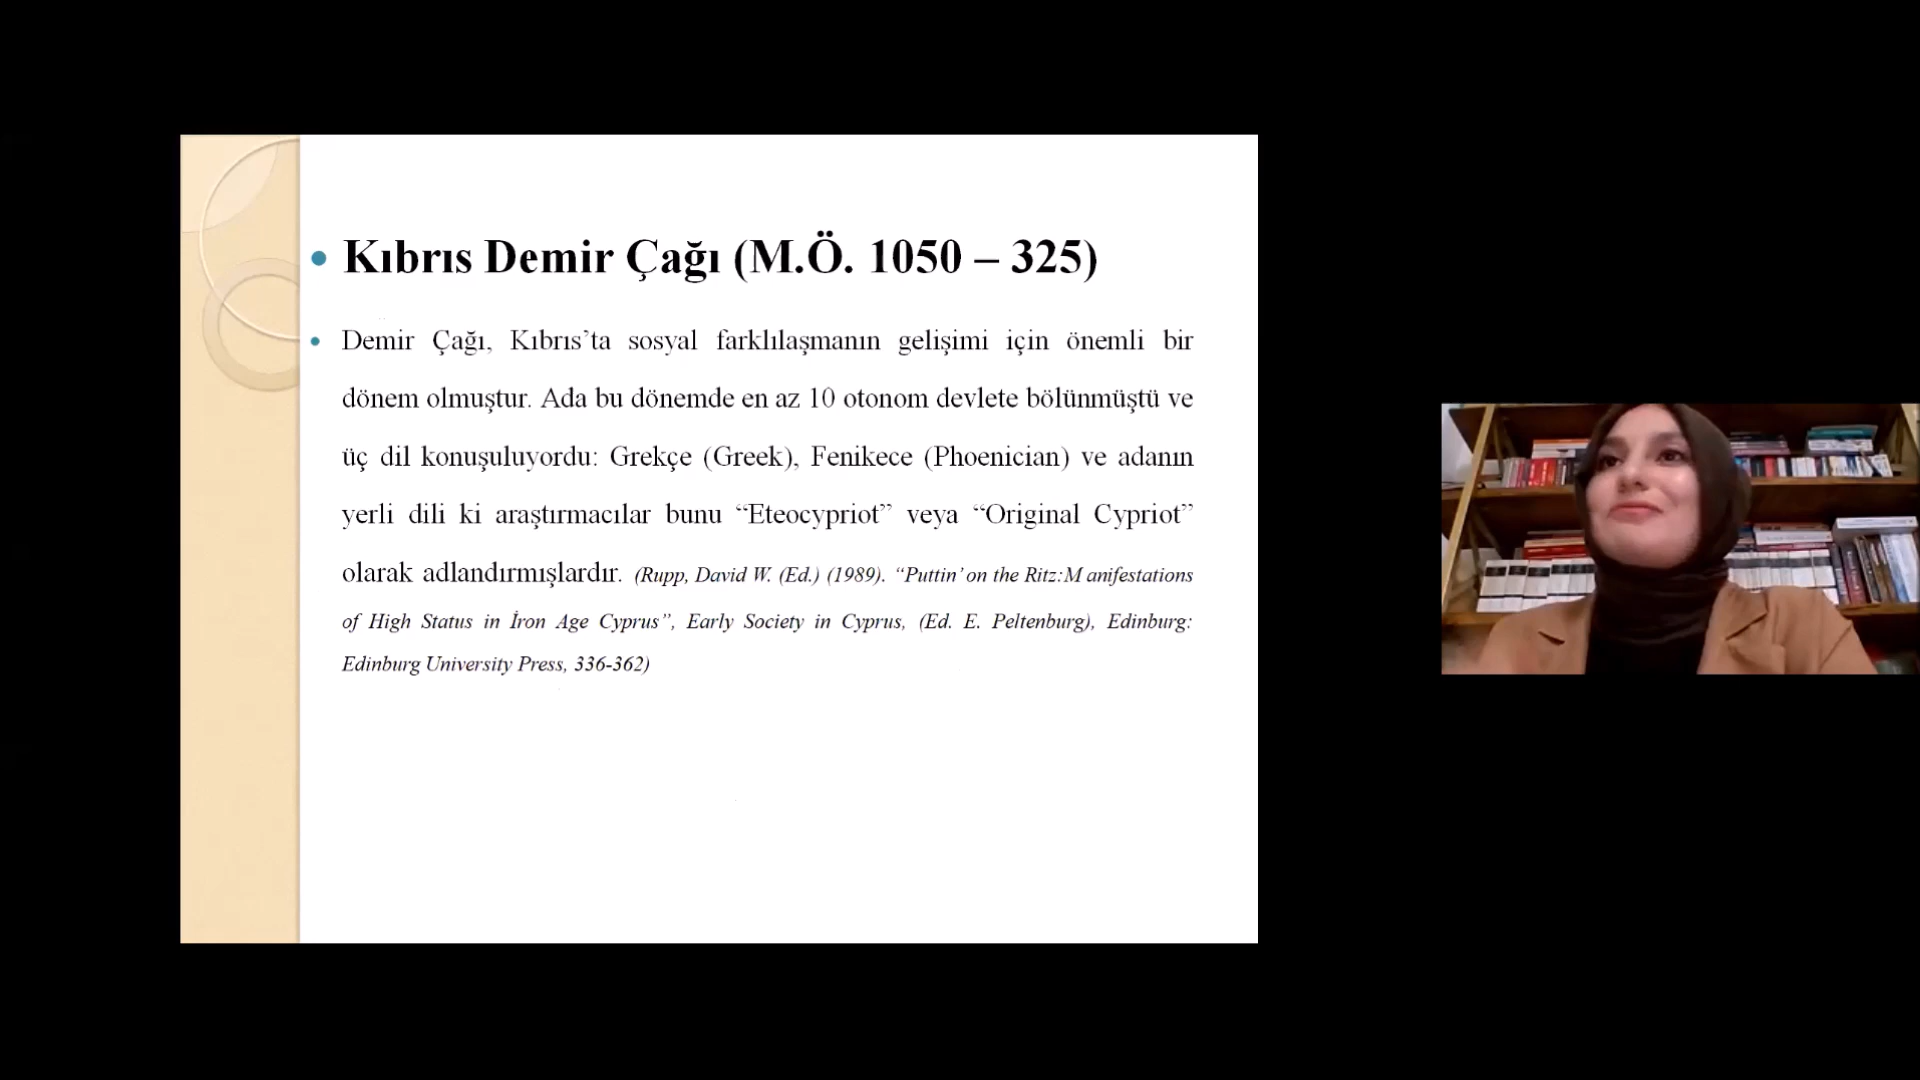 Kıbrıs Demir Çağı (M.Ö. 1050 – 325)
Demir Çağı, Kıbrıs’ta sosyal farklılaşmanın gelişimi için önemli bir
dönem olmuştur. Ada bu dönemde en az 10 otonom devlete bölünmüştü ve
üç dil konuşuluyordu: Grekçe (Greek), Fenikece (Phoenician) ve adanın
yerli dili ki araştırmacılar bunu “Eteocypriot” veya “Original Cypriot”
olarak adlandırmışlardır. (Rupp, David W. (Ed.) (1989). “Puttin’ on the Ritz:M anifestations
of High Status in İron Age Cyprus”, Early Society in Cyprus, (Ed. E. Peltenburg), Edinburg:
Edinburg University Press, 336-362)